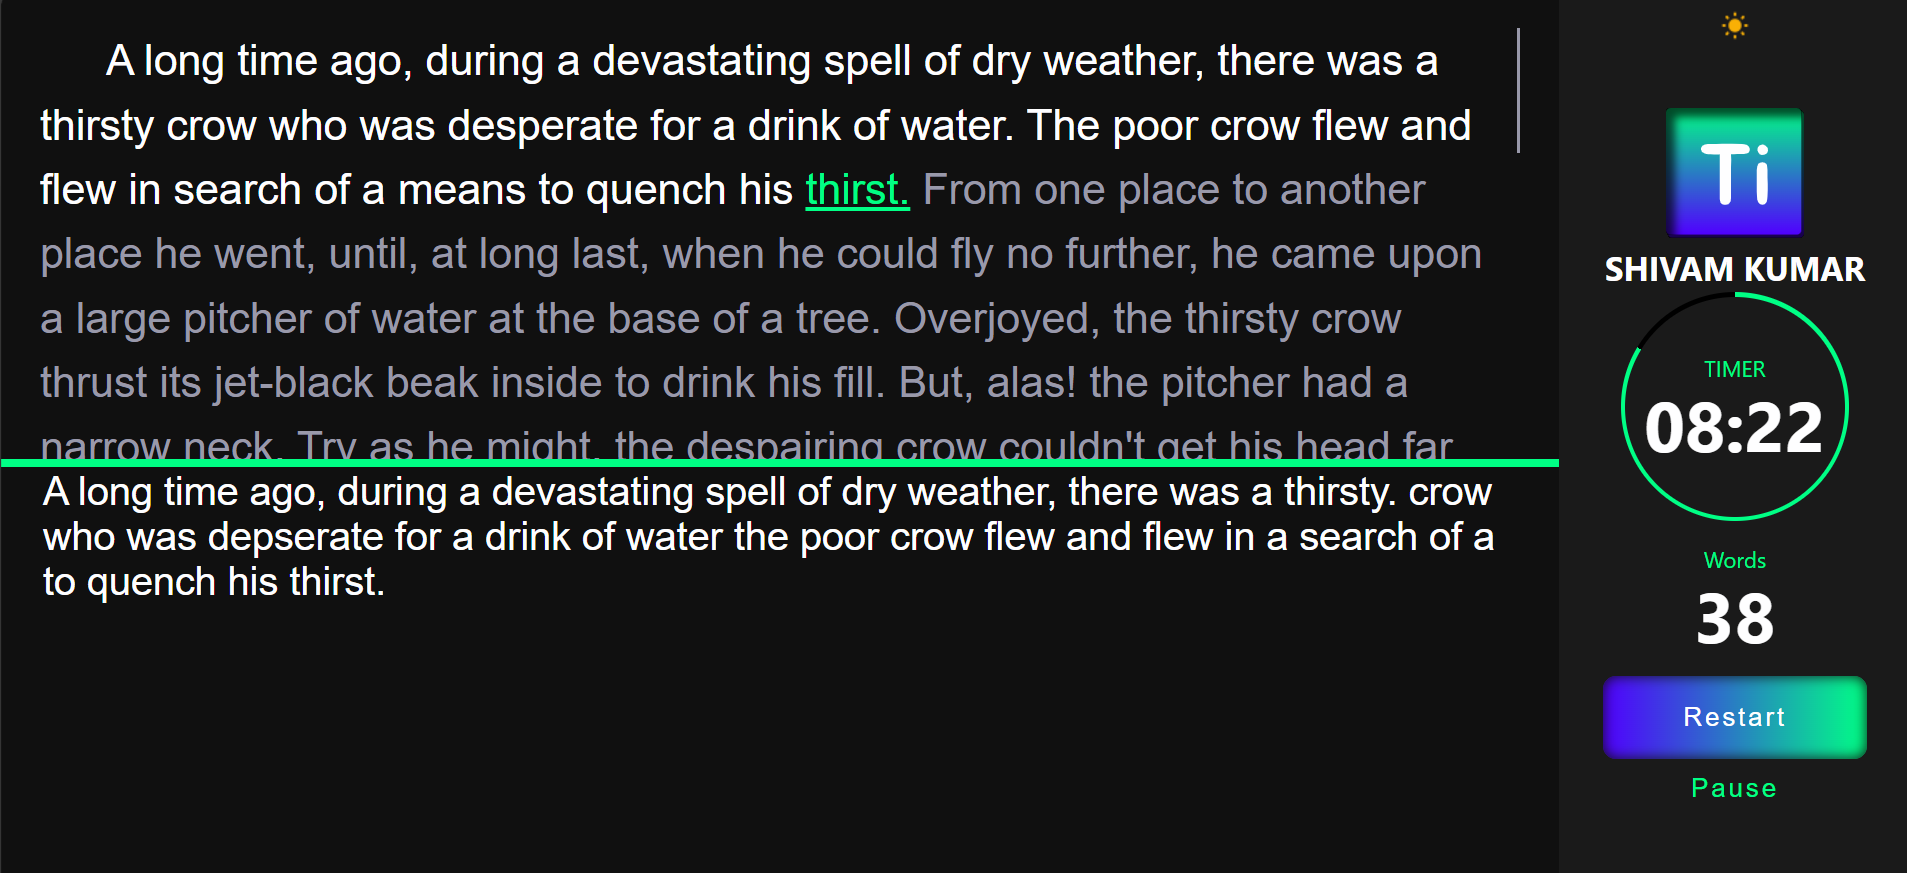 A long time ago, during a devastating spell of dry weather, there was a
thirsty crow who was desperate for a drink of water. The poor crow flew and
flew in search of a means to quench his thirst. From one place to another
place he went, until, at long last, when he could fly no further, he came upon
a large pitcher of water at the base of a tree. Overjoyed, the thirsty crow
thrust its jet-black beak inside to drink his fill. But, alas! the pitcher had a
narrow neck. Try as he might, the despairing crow couldn't get his head far
A long time ago, during a devastating spell of dry weather, there was a thirsty. crow
who was depserate for a drink of water the poor crow flew and flew in a search of a
to quench his thirst.
Ti
SHIVAM KUMAR
TIMER
08:22
Words
38
Restart
Pause